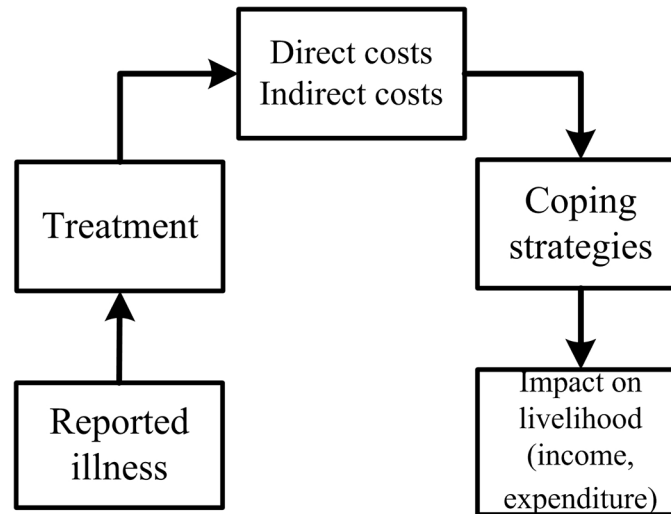 Direct costs
Indirect costs
Treatment
Coping
strategies
Reported
illness
Impact on
livelihood
(income,
expenditure)